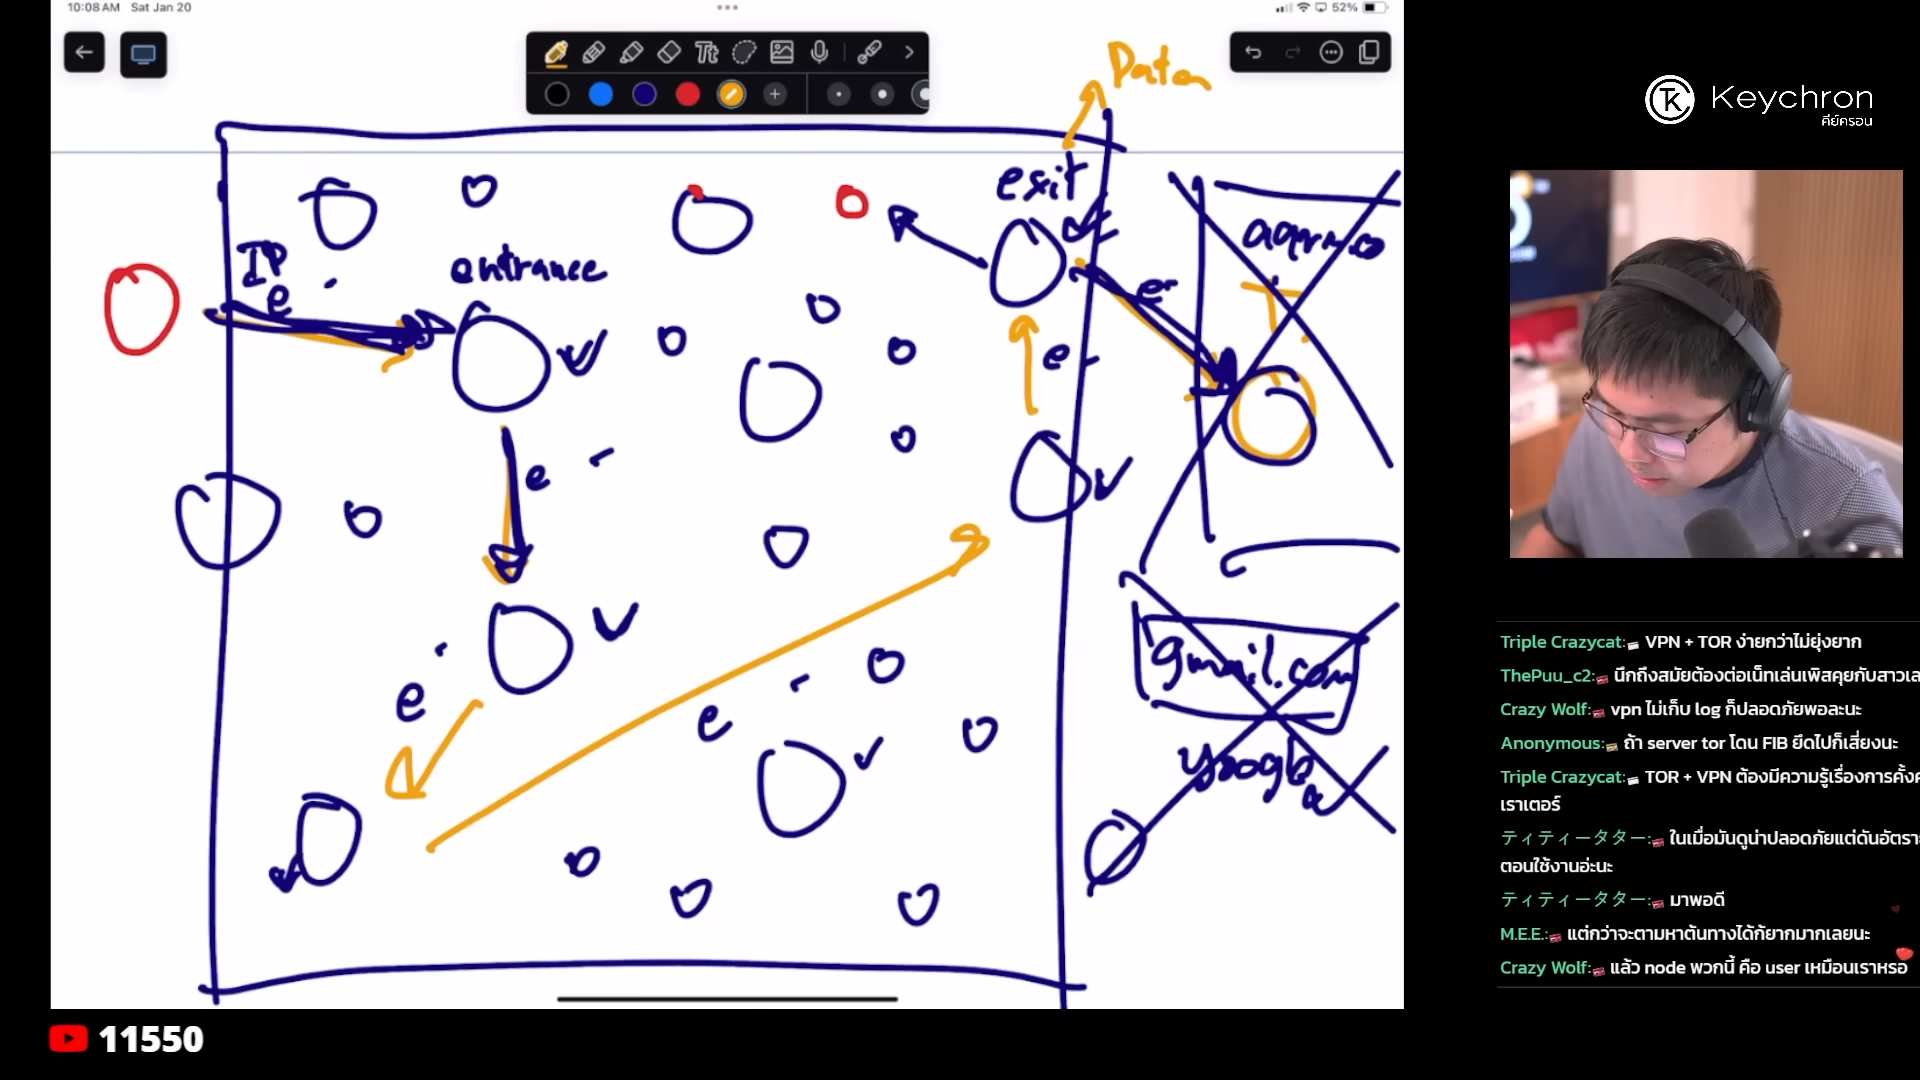 10:08 AM Sat Jan 20
52%
Tt
Data
Keychron
คีย์ครอน
exit
IP
e
entrance
e
e
e
e
e
gmail.com
Triple Crazycat: VPN + TOR ง่ายกว่าไม่ยุ่งยาก
ThePuu_c2: นึกถึงสมัยต้องต่อเน็ทเล่นเพิสคุยกับสาวเล
Crazy Wolf: vpn ไม่เก็บ log ก็ปลอดภัยพอละนะ
Anonymous: ถ้า server tor โดน FIB ยึดไปก็เสี่ยงนะ
Triple Crazycat: TOR + VPN ต้องมีความรู้เรื่องการคั้งค
เราเตอร์
ティティータター: ในเมื่อมันดูน่าปลอดภัยแต่ดันอัตรา
ตอนใช้งานอ่ะนะ
ティティータター: มาพอดี
M.E.E.: แต่กว่าจะตามหาต้นทางได้ก้ยากมากเลยนะ
Crazy Wolf: แล้ว node พวกนี้ คือ user เหมือนเราหรอ
11550